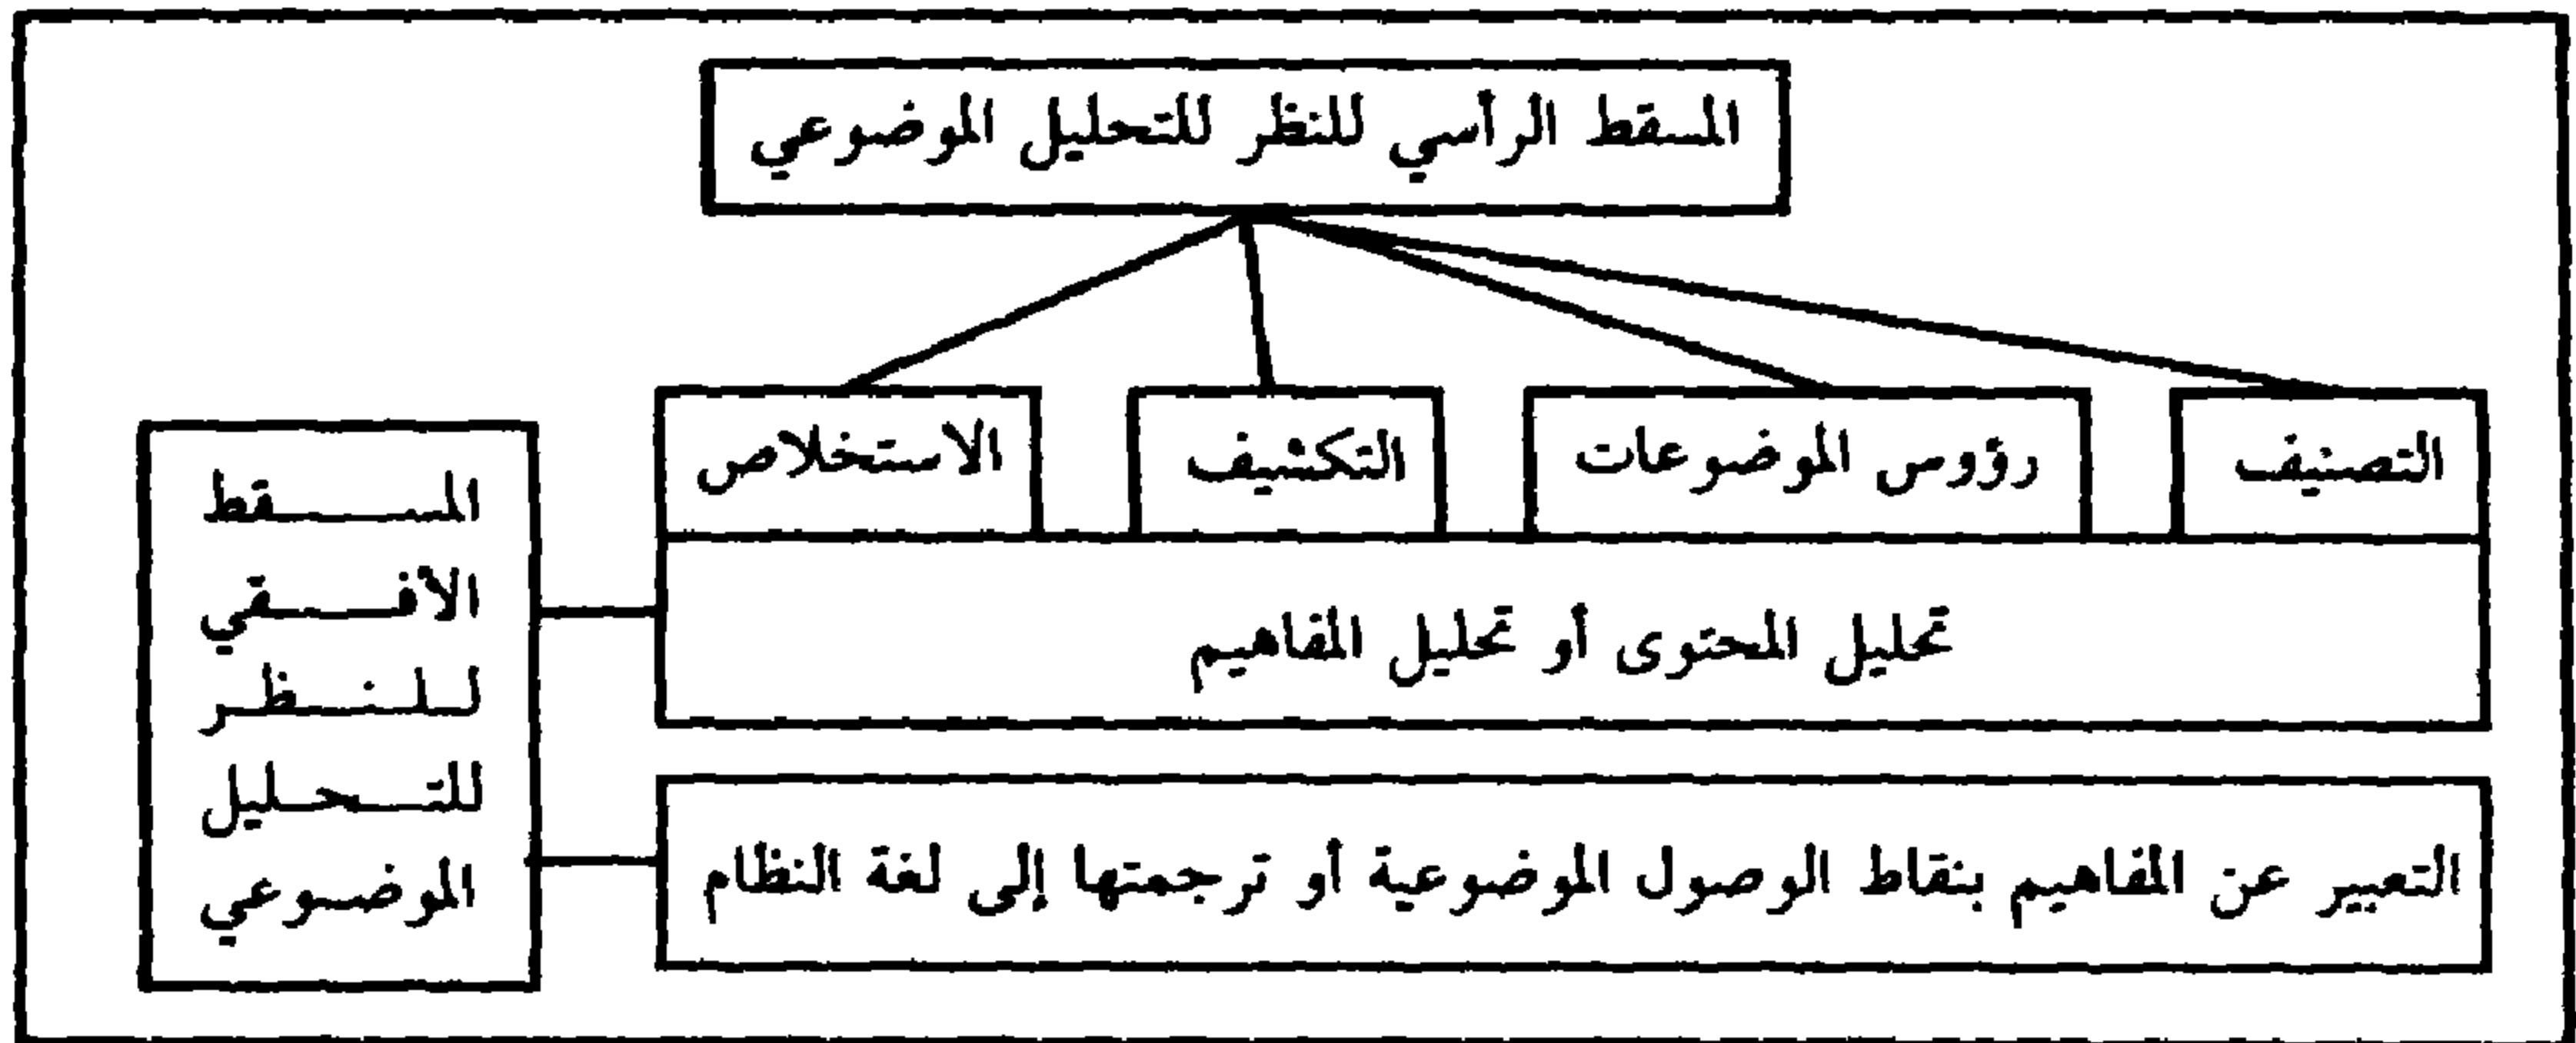 المسقط الرأسي للنظر للتحليل الموضوعي
التصنيف
رؤوس الموضوعات
التكشيف
الاستخلاص
تحليل المحتوى أو تحليل المفاهيم
التعبير عن المفاهيم بنقاط الوصول الموضوعية أو ترجمتها إلى لغة النظام
المسقط
الأفقي
للنظر
للتحليل
الموضوعي